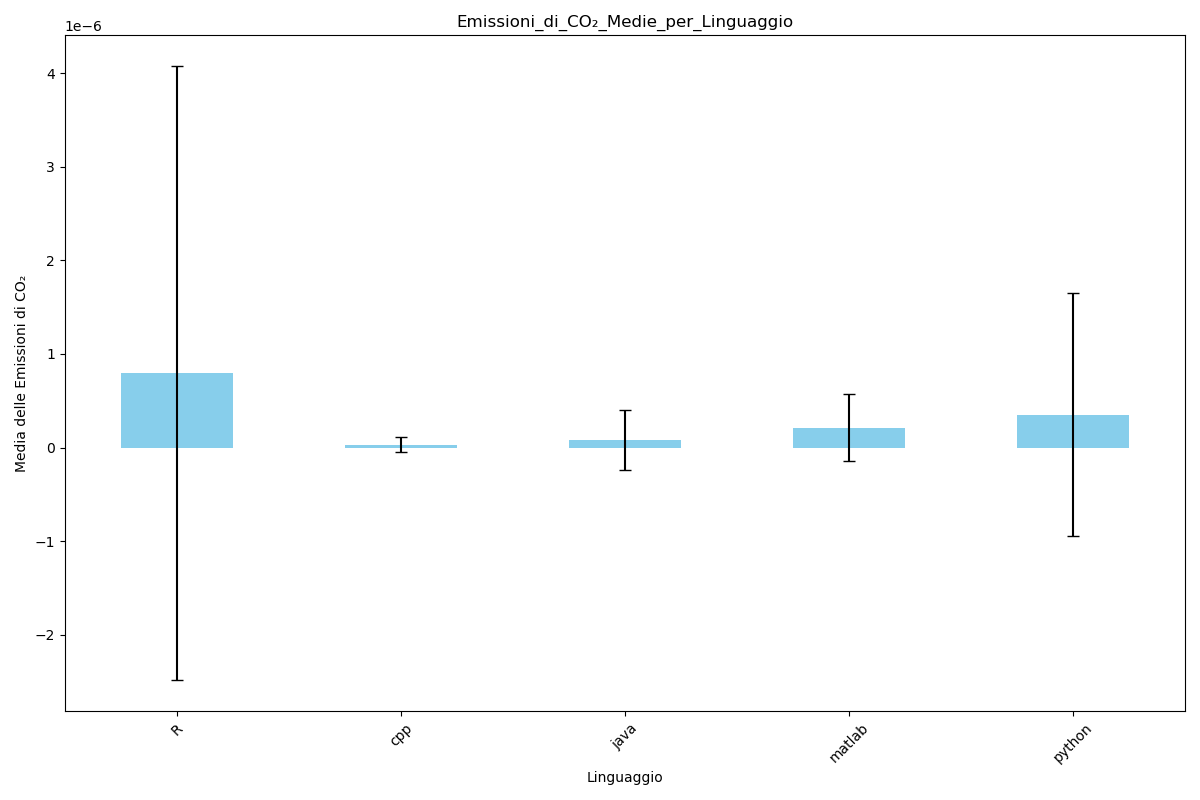 Emissioni_di_CO₂_Medie_per_Linguaggio
1e−6
4
3
2
1
0
−1
−2
Media delle Emissioni di CO₂
R
cpp
java
matlab
python
Linguaggio